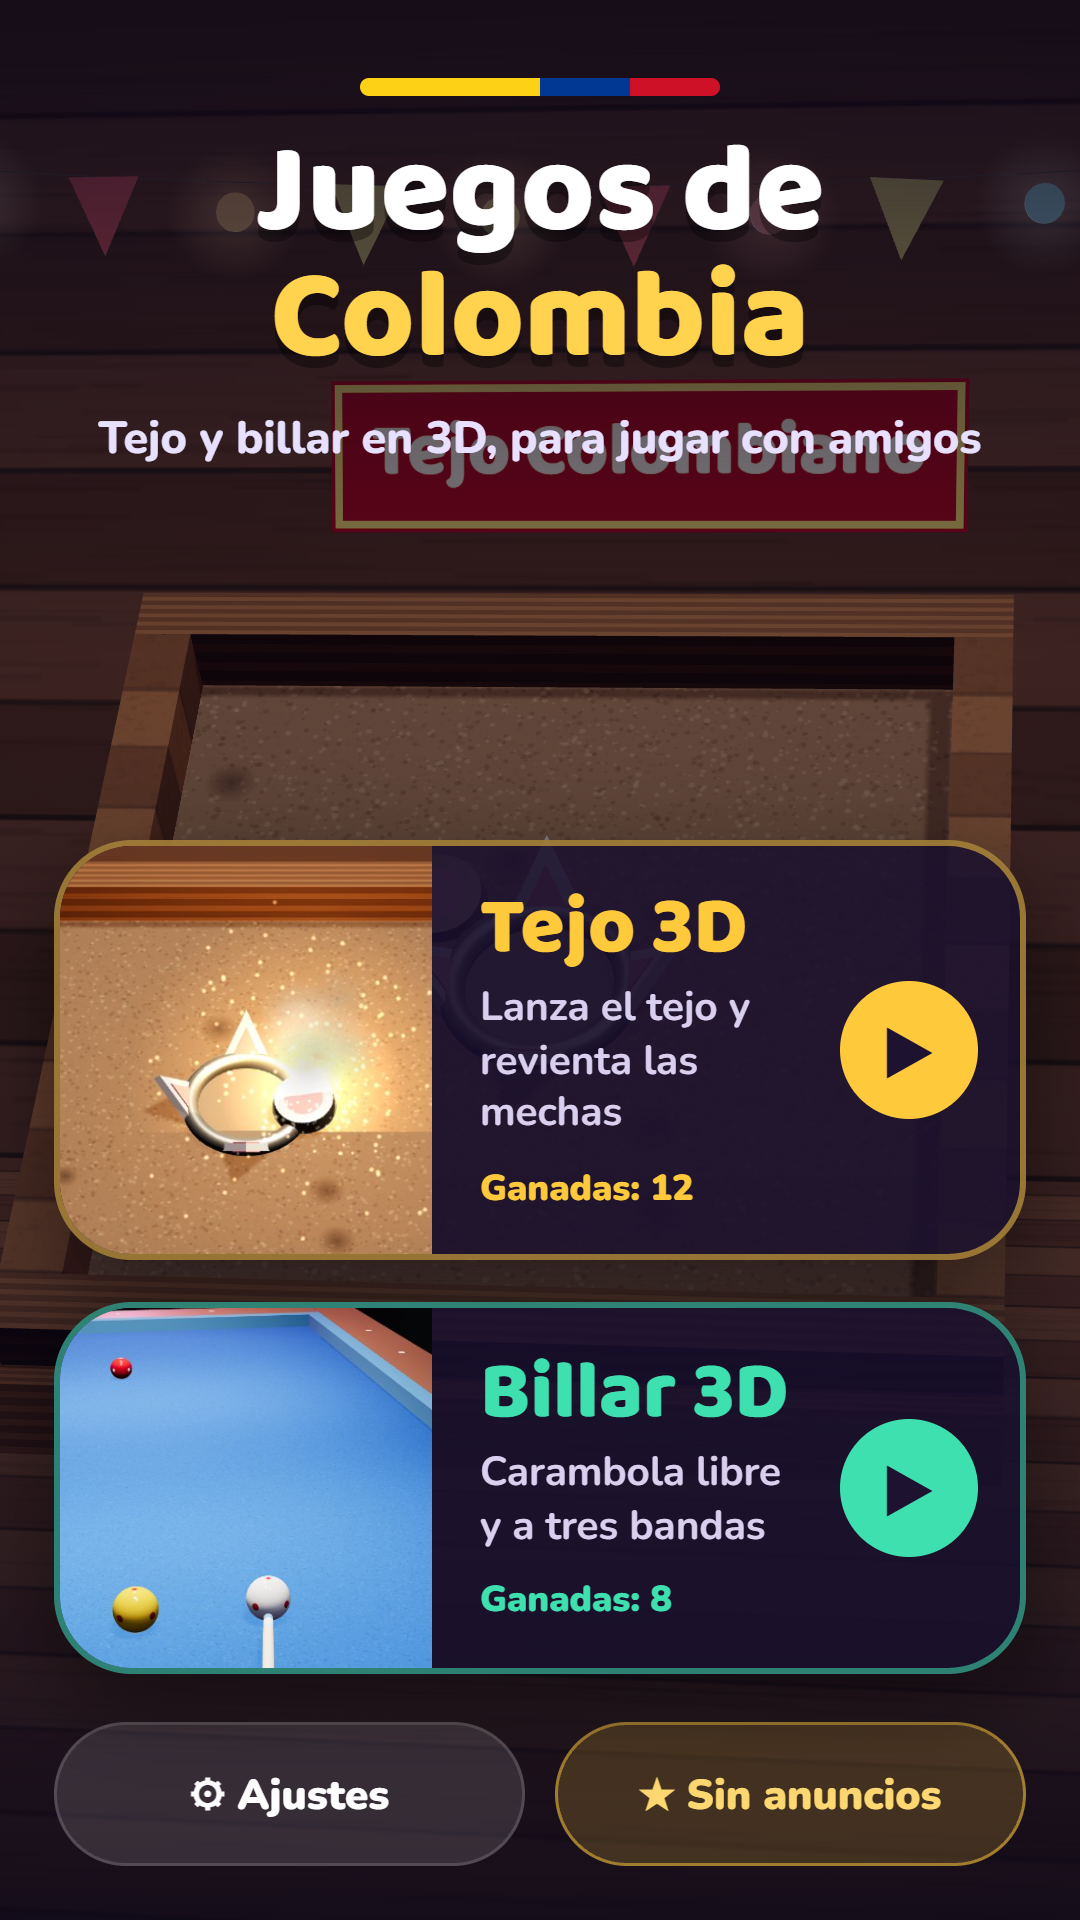 Juegos de
Colombia
Tejo y billar en 3D, para jugar con amigos
Tejo Colombiano
Tejo 3D
Lanza el tejo y
revienta las
mechas
Ganadas: 12
Billar 3D
Carambola libre
y a tres bandas
Ganadas: 8
⚙ Ajustes
★ Sin anuncios